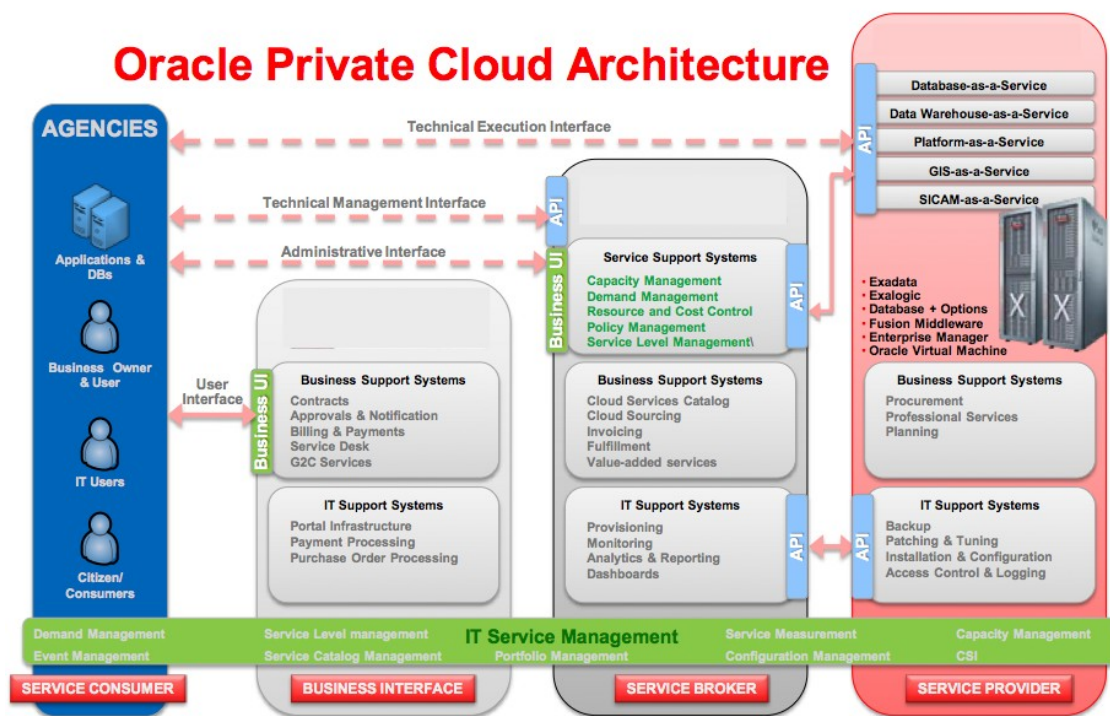 Oracle Private Cloud Architecture
AGENCIES
Applications &
DBs
Business Owner
& User
IT Users
Citizen/
Consumers
Technical Execution Interface
Technical Management Interface
Administrative Interface
User
Interface
Business UI
Business Support Systems
Contracts
Approvals & Notification
Billing & Payments
Service Desk
G2C Services
IT Support Systems
Portal Infrastructure
Payment Processing
Purchase Order Processing
API
Business UI
Service Support Systems
Capacity Management
Demand Management
Resource and Cost Control
Policy Management
Service Level Management\
API
Business Support Systems
Cloud Services Catalog
Cloud Sourcing
Invoicing
Fulfillment
Value-added services
IT Support Systems
Provisioning
Monitoring
Analytics & Reporting
Dashboards
API
API
Database-as-a-Service
Data Warehouse-as-a-Service
Platform-as-a-Service
GIS-as-a-Service
SICAM-as-a-Service
• Exadata
• Exalogic
• Database + Options
• Fusion Middleware
• Enterprise Manager
• Oracle Virtual Machine
X
X
Business Support Systems
Procurement
Professional Services
Planning
API
IT Support Systems
Backup
Patching & Tuning
Installation & Configuration
Access Control & Logging
IT Service Management
Demand Management
Service Level management
Service Measurement
Capacity Management
Event Management
Service Catalog Management
Portfolio Management
Configuration Management
CSI
SERVICE CONSUMER
BUSINESS INTERFACE
SERVICE BROKER
SERVICE PROVIDER